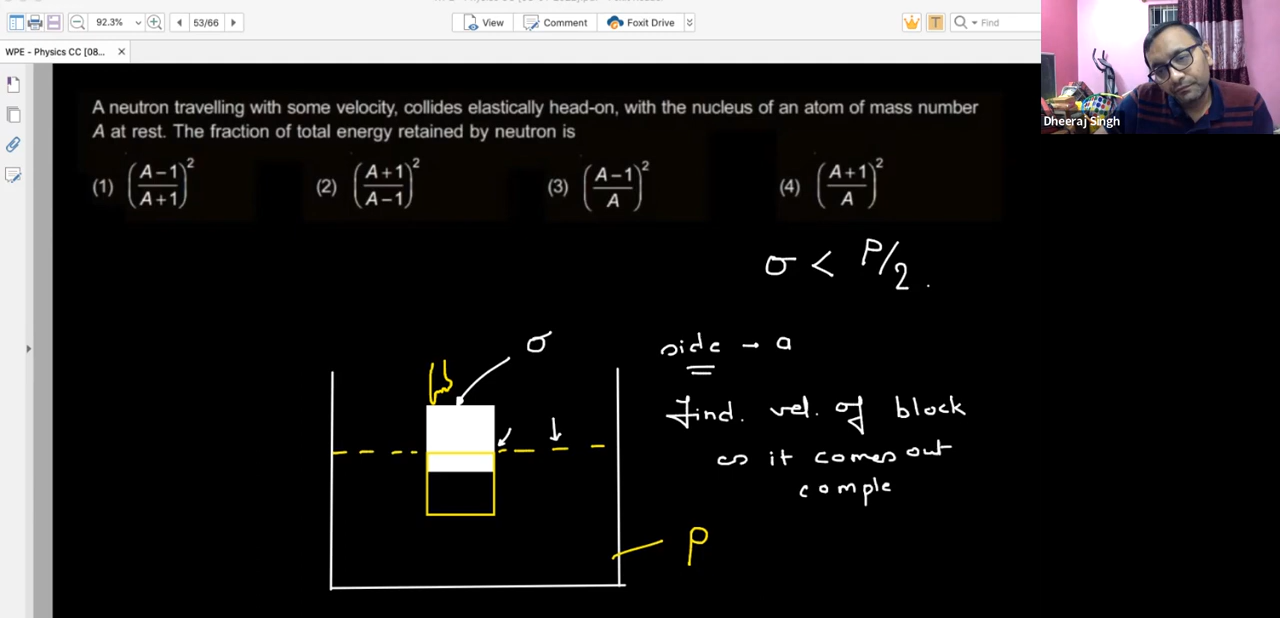 92.3%
53/66
View
Comment
Foxit Drive
T
Find
WPE - Physics CC [08...
Dheeraj Singh
A neutron travelling with some velocity, collides elastically head-on, with the nucleus of an atom of mass number
A at rest. The fraction of total energy retained by neutron is
(1) ((A−1)/(A+1))² (2) ((A+1)/(A−1))² (3) ((A−1)/A)² (4) ((A+1)/A)²
σ < ρ/2.
σ
side → a
find. vel. of block
as it comes out
comple
ρ